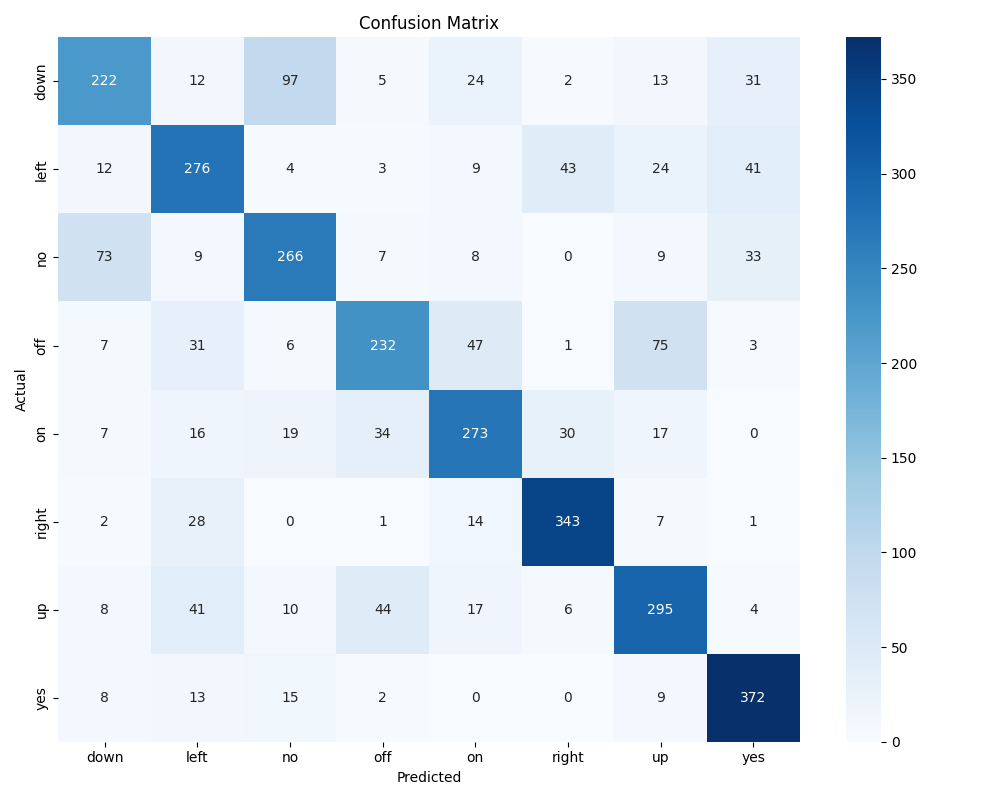 Confusion Matrix
down 222 12 97 5 24 2 13 31
left 12 276 4 3 9 43 24 41
no 73 9 266 7 8 0 9 33
off 7 31 6 232 47 1 75 3
on 7 16 19 34 273 30 17 0
right 2 28 0 1 14 343 7 1
up 8 41 10 44 17 6 295 4
yes 8 13 15 2 0 0 9 372
down left no off on right up yes
Predicted
Actual
350
300
250
200
150
100
50
0